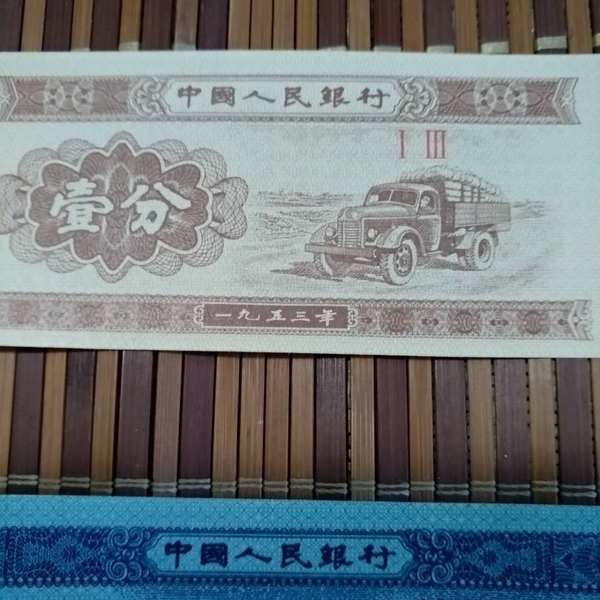 中國人民銀行
I III
壹分
一九五三年
中國人民銀行